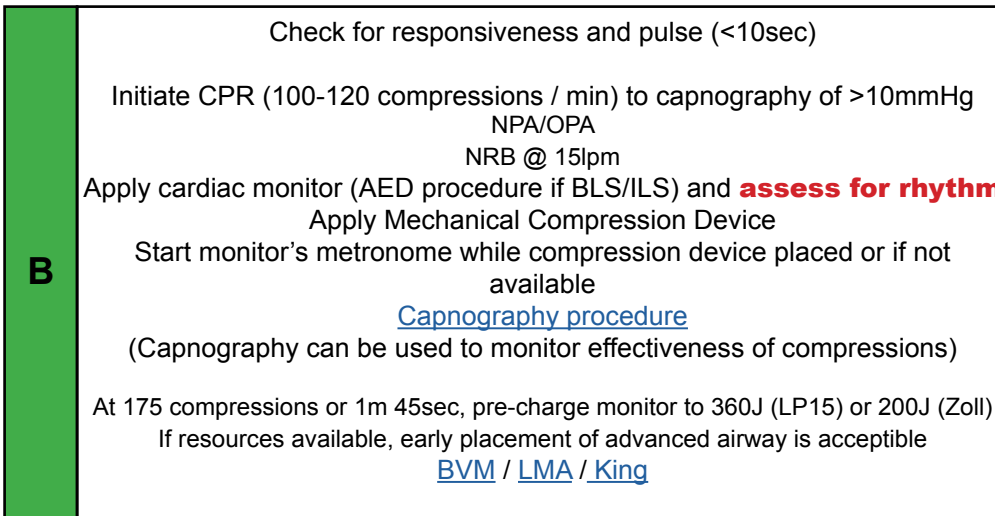 B
Check for responsiveness and pulse (<10sec)
Initiate CPR (100-120 compressions / min) to capnography of >10mmHg
NPA/OPA
NRB @ 15lpm
Apply cardiac monitor (AED procedure if BLS/ILS) and assess for rhythm
Apply Mechanical Compression Device
Start monitor's metronome while compression device placed or if not
available
Capnography procedure
(Capnography can be used to monitor effectiveness of compressions)
At 175 compressions or 1m 45sec, pre-charge monitor to 360J (LP15) or 200J (Zoll)
If resources available, early placement of advanced airway is acceptible
BVM / LMA / King